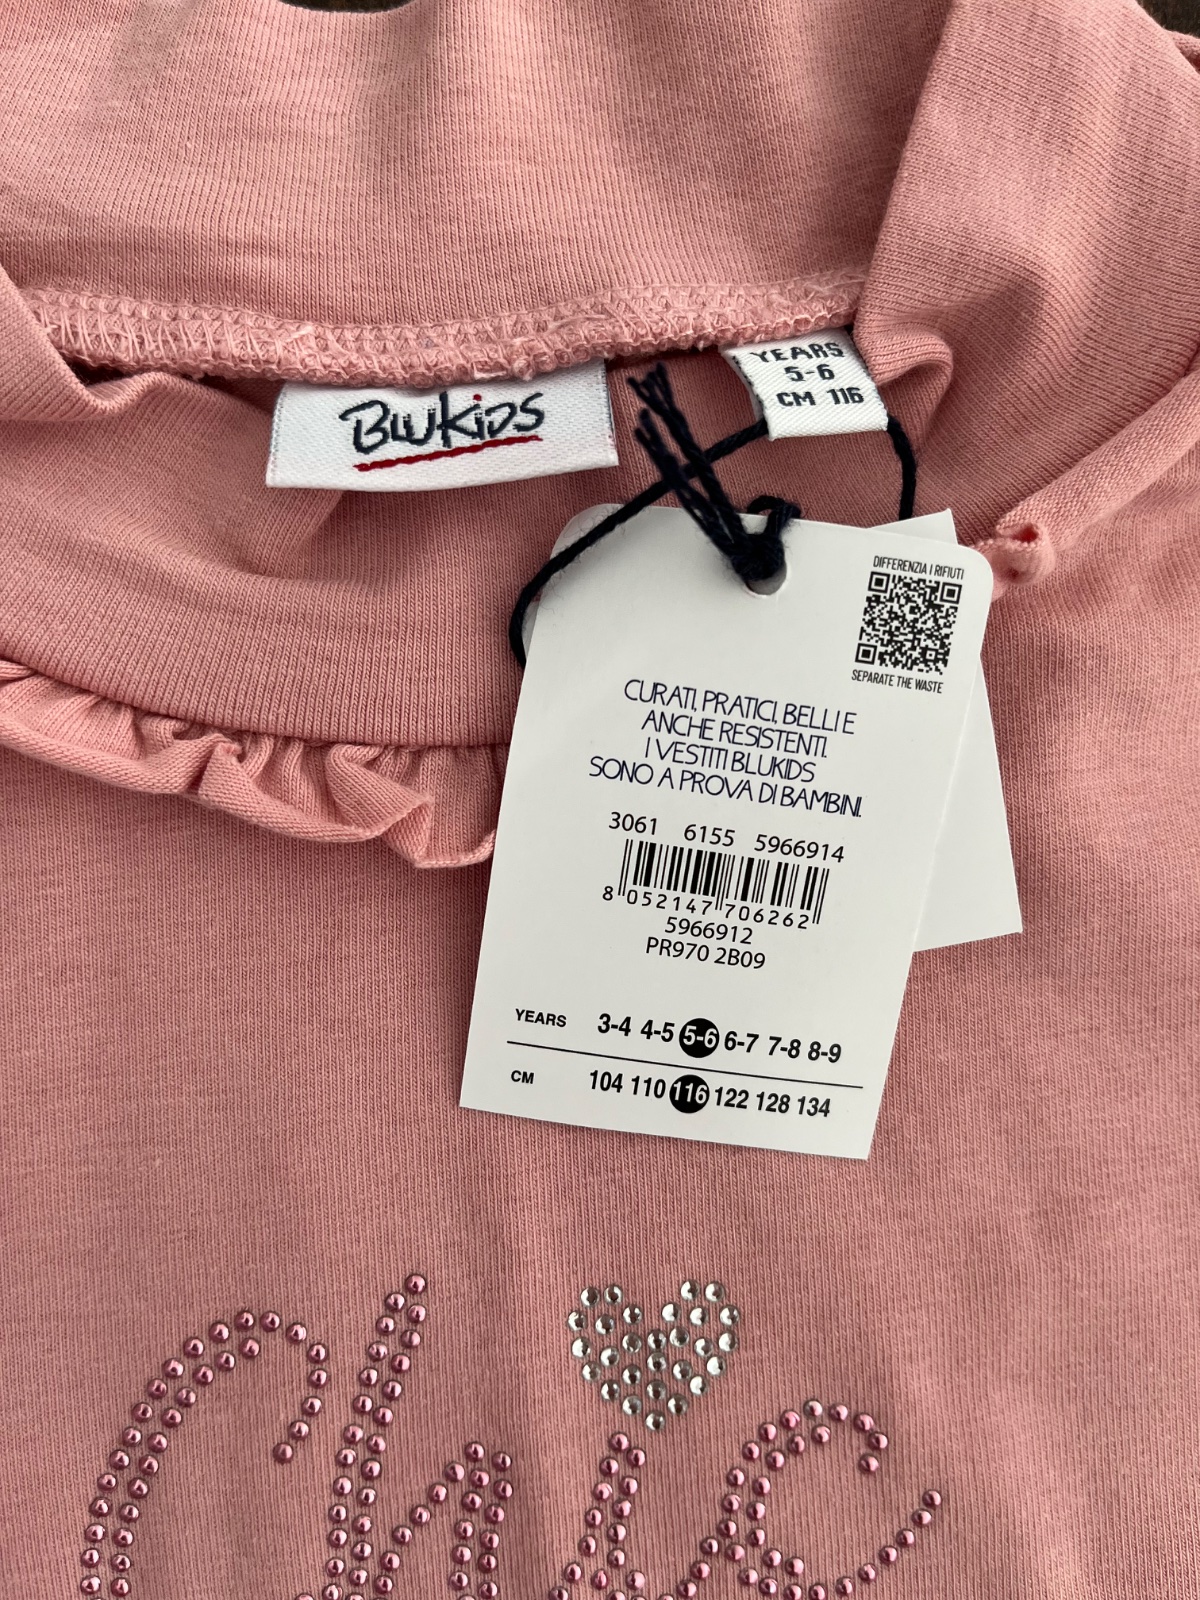 BLUKiDS
YEARS
5-6
CM 116
DIFFERENZIA I RIFIUTI
SEPARATE THE WASTE
CURATI, PRATICI, BELLI E
ANCHE RESISTENTI.
I VESTITI BLUKIDS
SONO A PROVA DI BAMBINI.
3061 6155 5966914
8 052147 706262
5966912
PR970 2B09
YEARS 3-4 4-5 5-6 6-7 7-8 8-9
CM 104 110 116 122 128 134
Chic